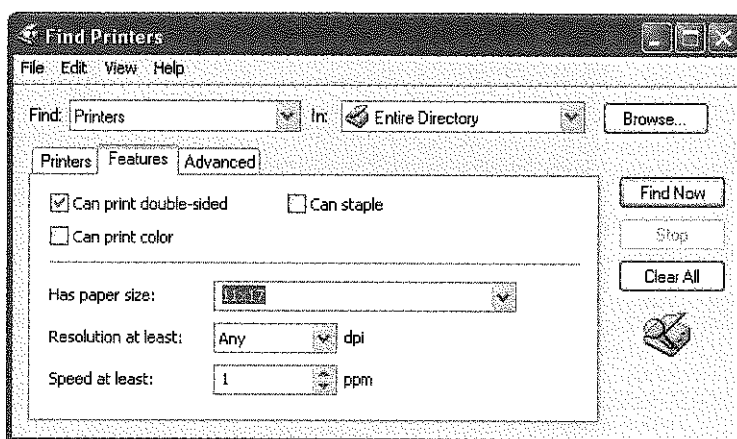 Find Printers
File Edit View Help
Find: Printers In: Entire Directory Browse...
Printers Features Advanced
Can print double-sided Can staple Find Now
Can print color Stop
Clear All
Has paper size:
Resolution at least: Any dpi
Speed at least: 1 ppm